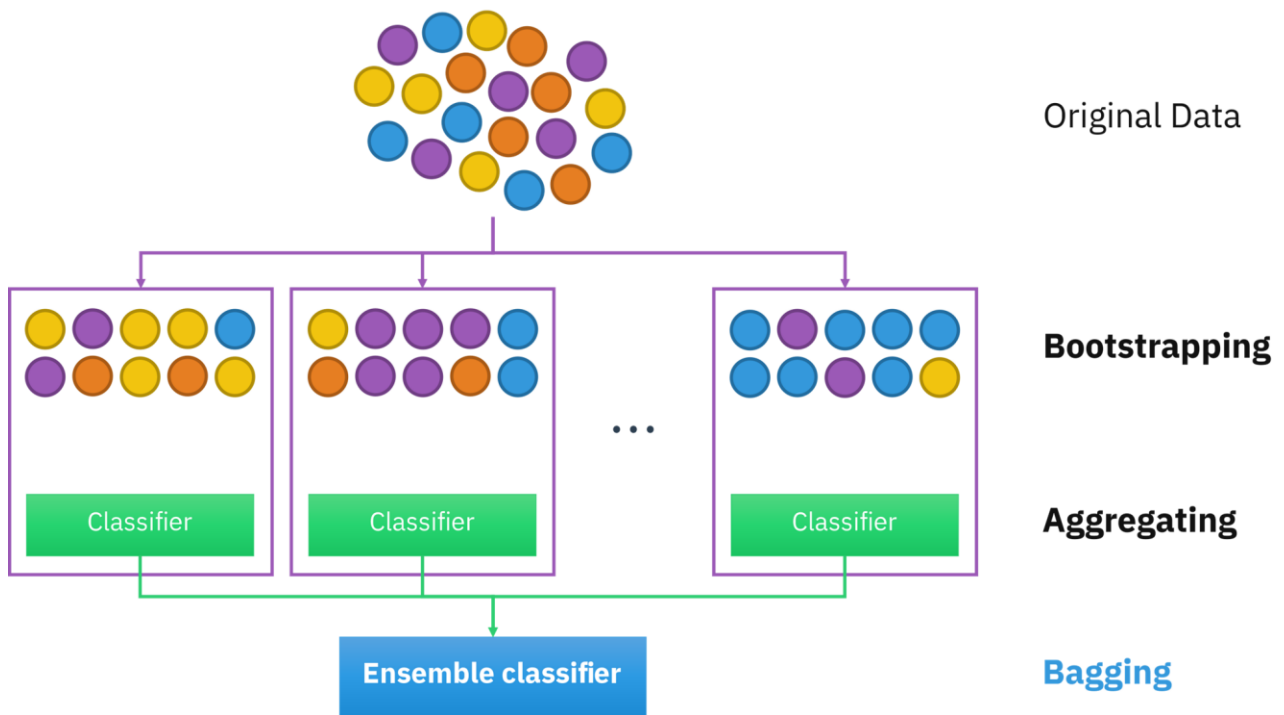 Original Data
Bootstrapping
...
Classifier
Classifier
Classifier
Aggregating
Ensemble classifier
Bagging